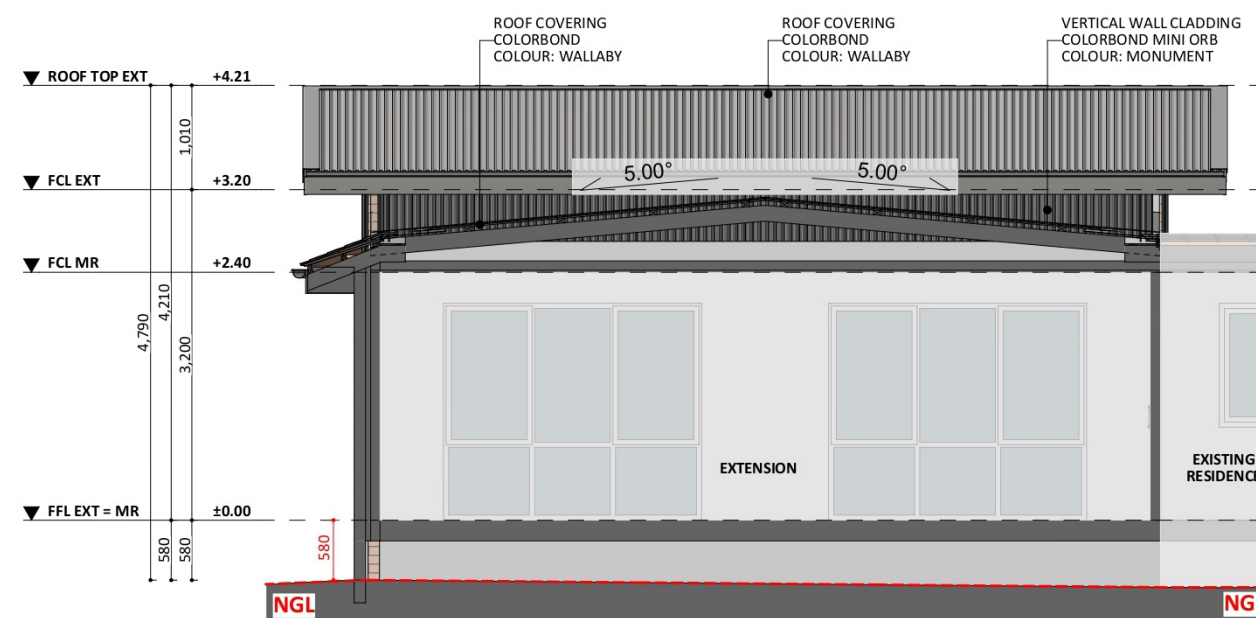 ROOF COVERING
COLORBOND
COLOUR: WALLABY
ROOF COVERING
COLORBOND
COLOUR: WALLABY
VERTICAL WALL CLADDING
COLORBOND MINI ORB
COLOUR: MONUMENT
ROOF TOP EXT +4.21
1,010
5.00° 5.00°
FCL EXT +3.20
FCL MR +2.40
4,790
4,210
3,200
EXTENSION
EXISTING
RESIDENC
FFL EXT = MR ±0.00
580
580
580
NGL
NG